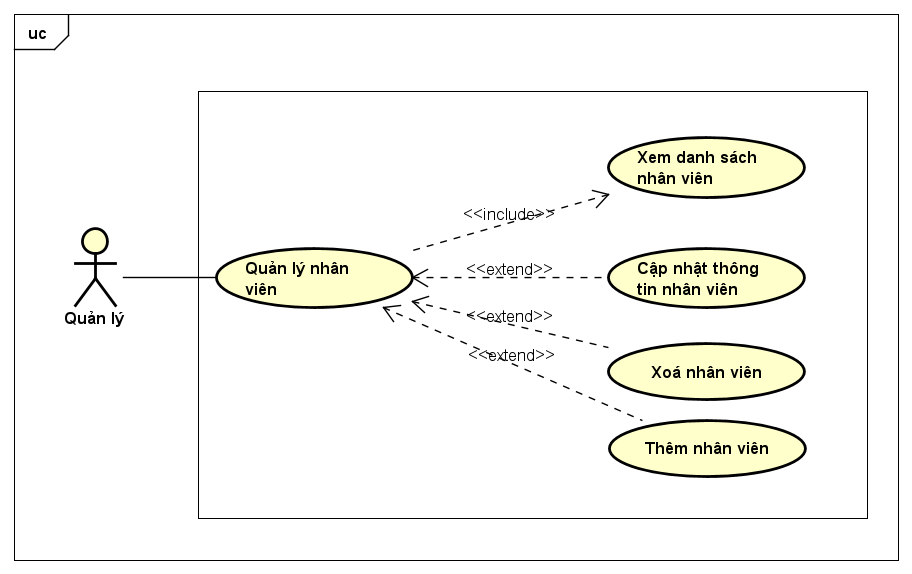 uc
Xem danh sách
nhân viên
<<include>>
Quản lý nhân
viên
<<extend>>
Cập nhật thông
tin nhân viên
Quản lý
<<extend>>
<<extend>>
Xoá nhân viên
Thêm nhân viên